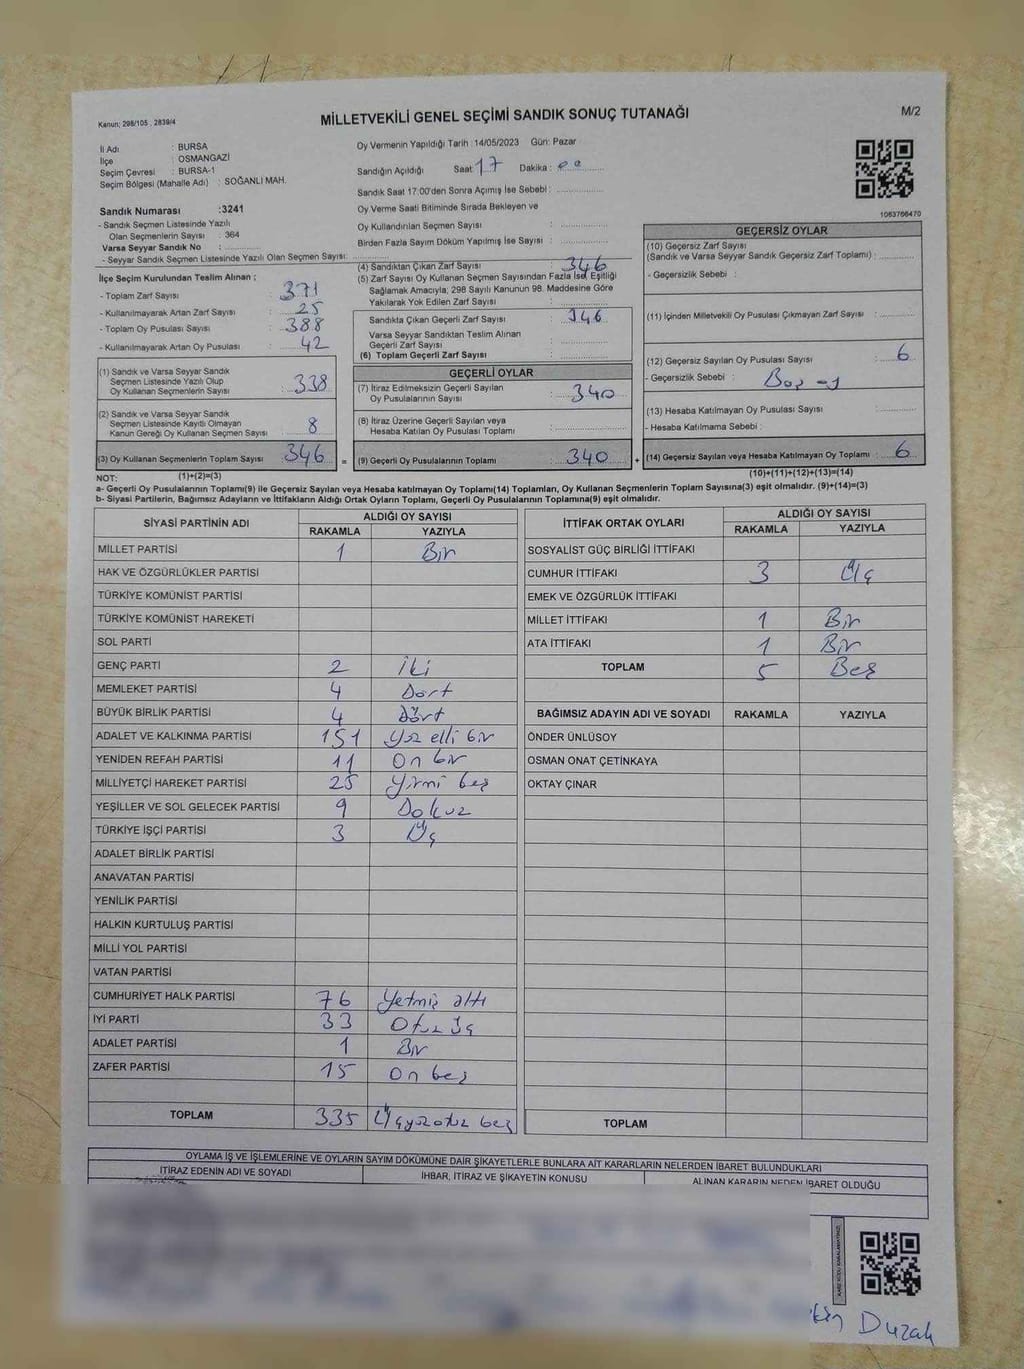 Kanun; 298/105 , 2839/4
MİLLETVEKİLİ GENEL SEÇİMİ SANDIK SONUÇ TUTANAĞI
M/2
İl Adı : BURSA
İlçe : OSMANGAZİ
Seçim Çevresi : BURSA-1
Seçim Bölgesi (Mahalle Adı) : SOĞANLI MAH.
Sandık Numarası :3241
- Sandık Seçmen Listesinde Yazılı
Olan Seçmenlerin Sayısı : 364
Varsa Seyyar Sandık No :
- Seyyar Sandık Seçmen Listesinde Yazılı Olan Seçmen Sayısı:
Oy Vermenin Yapıldığı Tarih :14/05/2023 Gün: Pazar
Sandığın Açıldığı Saat: 17 Dakika : 00
Sandık Saat 17:00'den Sonra Açımış İse Sebebi :
Oy Verme Saati Bitiminde Sırada Bekleyen ve
Oy Kullandırılan Seçmen Sayısı :
Birden Fazla Sayım Döküm Yapılmış İse Sayısı :
1063766470
İlçe Seçim Kurulundan Teslim Alınan ;
- Toplam Zarf Sayısı : 371
- Kullanılmayarak Artan Zarf Sayısı : 25
- Toplam Oy Pusulası Sayısı : 388
- Kullanılmayarak Artan Oy Pusulası : 42
(1) Sandık ve Varsa Seyyar Sandık
Seçmen Listesinde Yazılı Olup
Oy Kullanan Seçmenlerin Sayısı : 338
(2) Sandık ve Varsa Seyyar Sandık
Seçmen Listesinde Kayıtlı Olmayan
Kanun Gereği Oy Kullanan Seçmen Sayısı : 8
(3) Oy Kullanan Seçmenlerin Toplam Sayısı : 346
(1)+(2)=(3)
(4) Sandıktan Çıkan Zarf Sayısı : 346
(5) Zarf Sayısı Oy Kullanan Seçmen Sayısından Fazla İse, Eşitliği
Sağlamak Amacıyla; 298 Sayılı Kanunun 98. Maddesine Göre
Yakılarak Yok Edilen Zarf Sayısı :
Sandıkta Çıkan Geçerli Zarf Sayısı : 346
Varsa Seyyar Sandıktan Teslim Alınan
Geçerli Zarf Sayısı :
(6) Toplam Geçerli Zarf Sayısı :
GEÇERLİ OYLAR
(7) İtiraz Edilmeksizin Geçerli Sayılan
Oy Pusulalarının Sayısı : 340
(8) İtiraz Üzerine Geçerli Sayılan veya
Hesaba Katılan Oy Pusulası Toplamı :
= (9) Geçerli Oy Pusulalarının Toplamı : 340
GEÇERSİZ OYLAR
(10) Geçersiz Zarf Sayısı
(Sandık ve Varsa Seyyar Sandık Geçersiz Zarf Toplamı) :
- Geçersizlik Sebebi :
(11) İçinden Milletvekili Oy Pusulası Çıkmayan Zarf Sayısı :
(12) Geçersiz Sayılan Oy Pusulası Sayısı : 6
- Geçersizlik Sebebi : Boş oy
(13) Hesaba Katılmayan Oy Pusulası Sayısı :
- Hesaba Katılmama Sebebi :
+ (14) Geçersiz Sayılan veya Hesaba Katılmayan Oy Toplamı : 6
(10)+(11)+(12)+(13)=(14)
NOT:
a- Geçerli Oy Pusulalarının Toplamı(9) ile Geçersiz Sayılan veya Hesaba katılmayan Oy Toplamı(14) Toplamları, Oy Kullanan Seçmenlerin Toplam Sayısına(3) eşit olmalıdır. (9)+(14)=(3)
b- Siyasi Partilerin, Bağımsız Adayların ve İttifakların Aldığı Ortak Oyların Toplamı, Geçerli Oy Pusulalarının Toplamına(9) eşit olmalıdır.
SİYASİ PARTİNİN ADI ALDIĞI OY SAYISI
RAKAMLA YAZIYLA
MİLLET PARTİSİ 1 Bir
HAK VE ÖZGÜRLÜKLER PARTİSİ
TÜRKİYE KOMÜNİST PARTİSİ
TÜRKİYE KOMÜNİST HAREKETİ
SOL PARTİ
GENÇ PARTİ 2 İki
MEMLEKET PARTİSİ 4 Dört
BÜYÜK BİRLİK PARTİSİ 4 Dört
ADALET VE KALKINMA PARTİSİ 151 Yüz elli bir
YENİDEN REFAH PARTİSİ 11 On bir
MİLLİYETÇİ HAREKET PARTİSİ 25 Yirmi beş
YEŞİLLER VE SOL GELECEK PARTİSİ 9 Dokuz
TÜRKİYE İŞÇİ PARTİSİ 3 Üç
ADALET BİRLİK PARTİSİ
ANAVATAN PARTİSİ
YENİLİK PARTİSİ
HALKIN KURTULUŞ PARTİSİ
MİLLİ YOL PARTİSİ
VATAN PARTİSİ
CUMHURİYET HALK PARTİSİ 76 Yetmiş altı
İYİ PARTİ 33 Otuz üç
ADALET PARTİSİ 1 Bir
ZAFER PARTİSİ 15 On beş
TOPLAM 335 Üçyüzotuz beş
İTTİFAK ORTAK OYLARI ALDIĞI OY SAYISI
RAKAMLA YAZIYLA
SOSYALİST GÜÇ BİRLİĞİ İTTİFAKI
CUMHUR İTTİFAKI 3 Üç
EMEK VE ÖZGÜRLÜK İTTİFAKI
MİLLET İTTİFAKI 1 Bir
ATA İTTİFAKI 1 Bir
TOPLAM 5 Beş
BAĞIMSIZ ADAYIN ADI VE SOYADI RAKAMLA YAZIYLA
ÖNDER ÜNLÜSOY
OSMAN ONAT ÇETİNKAYA
OKTAY ÇINAR
TOPLAM
OYLAMA İŞ VE İŞLEMLERİNE VE OYLARIN SAYIM DÖKÜMÜNE DAİR ŞİKAYETLERLE BUNLARA AİT KARARLARIN NELERDEN İBARET BULUNDUKLARI
İTİRAZ EDENİN ADI VE SOYADI İHBAR, İTİRAZ VE ŞİKAYETİN KONUSU ALINAN KARARIN NEDEN İBARET OLDUĞU
Duzak